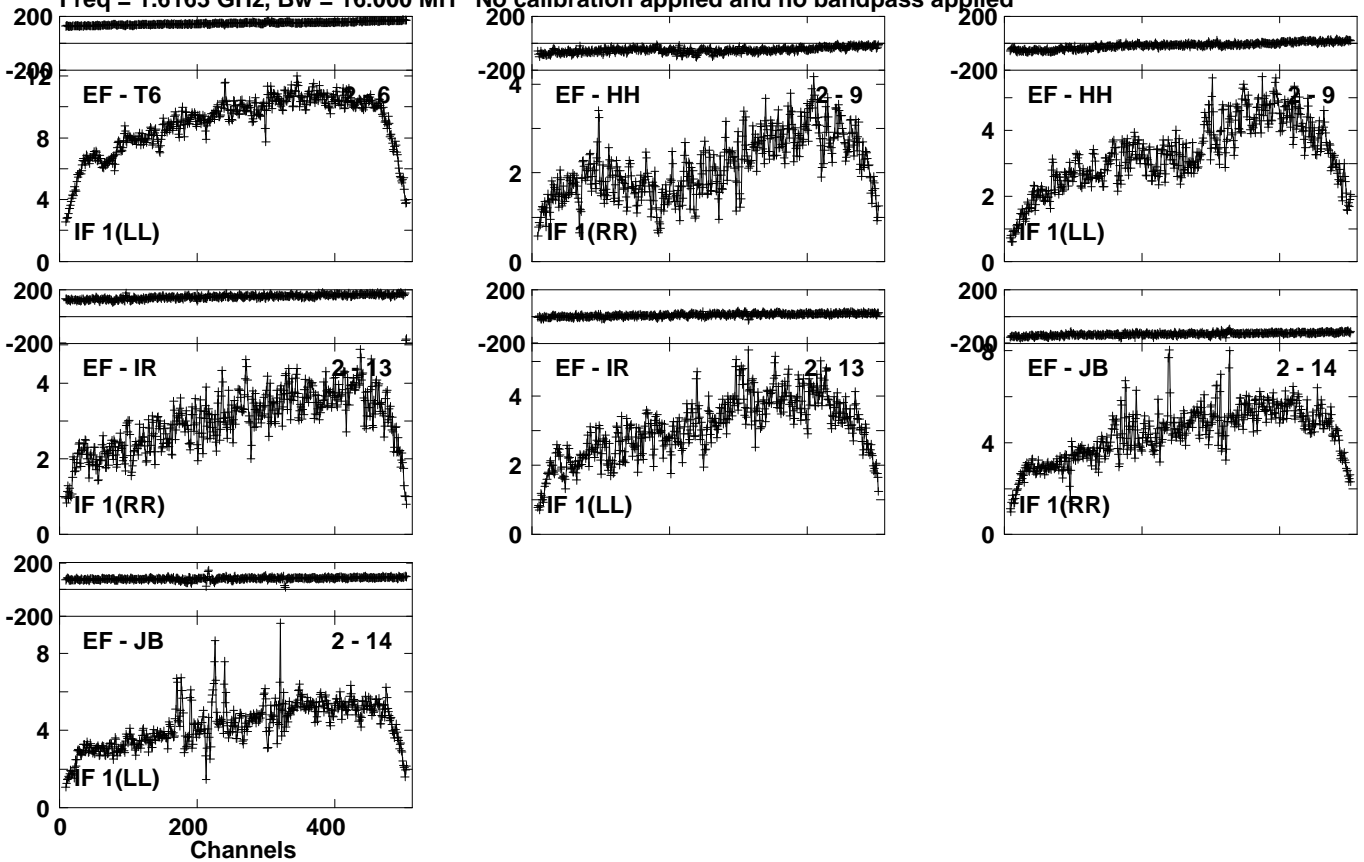 Freq = 1.6163 GHz, Bw = 16.000 MH No calibration applied and no bandpass applied
200 200 200
-200 -200 -200
12 4
EF - T6 2 - 6 EF - HH 2 - 9 EF - HH 2 - 9
8 4
2
4 2
IF 1(LL) IF 1(RR) IF 1(LL)
0 0 0
200 200 200
-200 -200 -200
8
EF - IR 2 - 13 EF - IR 2 - 13 EF - JB 2 - 14
4 4
4
2 2
IF 1(RR) IF 1(LL) IF 1(RR)
0 0 0
200
-200
EF - JB 2 - 14
8
4
IF 1(LL)
0
0 200 400
Channels